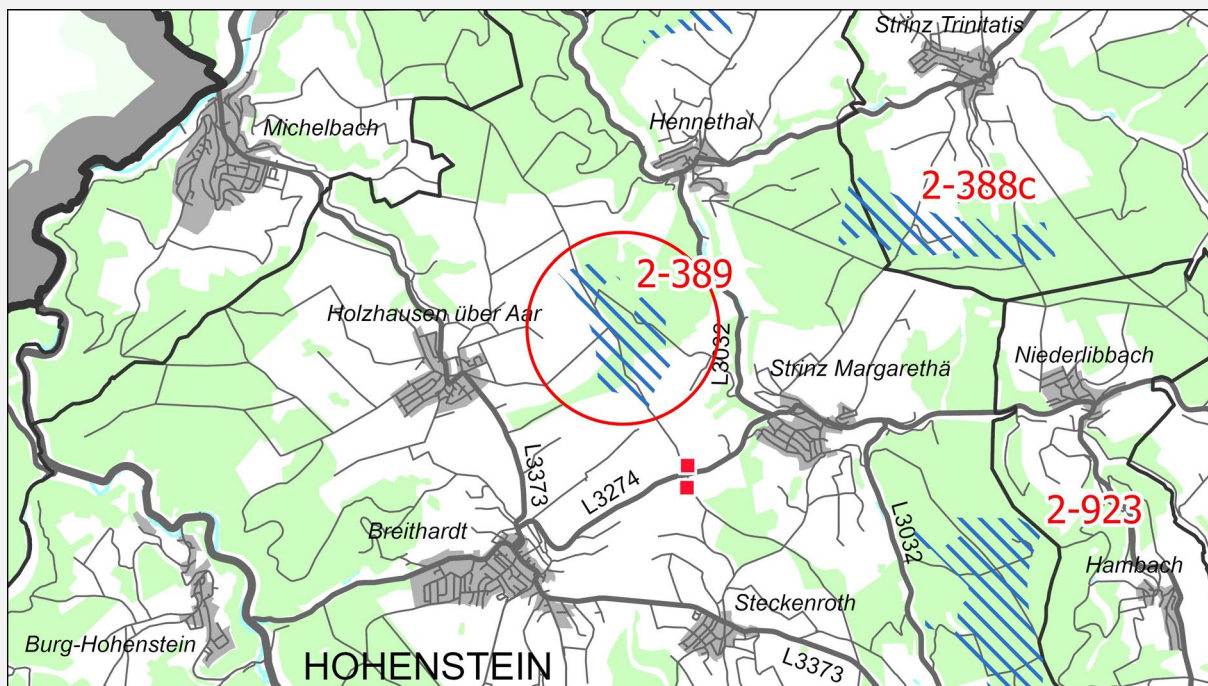 Strinz Trinitatis
Michelbach
Hennethal
2-388c
2-389
Holzhausen über Aar
L3032
Strinz Margarethä
Niederlibbach
L3373
L3274
2-923
Breithardt
L3032
Hambach
Steckenroth
Burg-Hohenstein
HOHENSTEIN
L3373